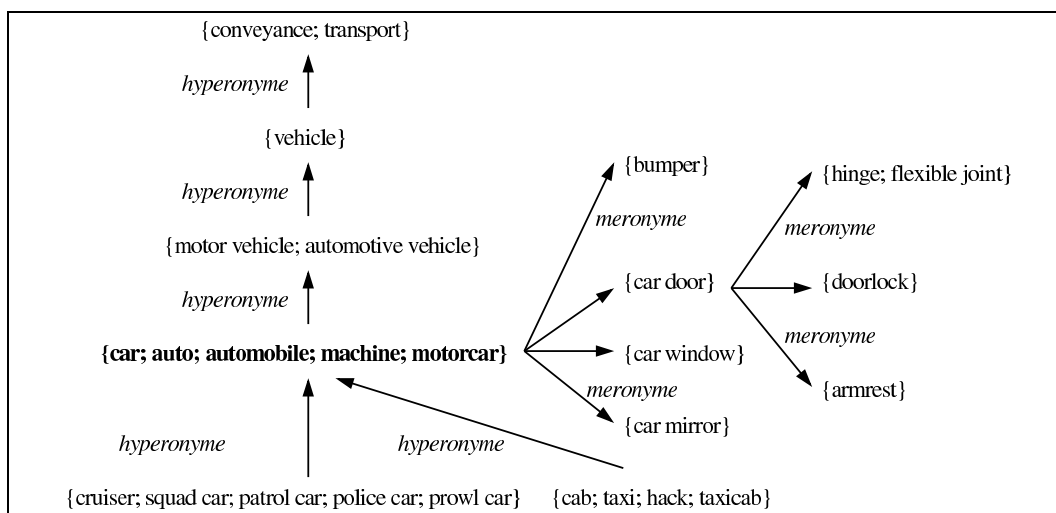 {conveyance; transport}
hyperonyme
{vehicle}
hyperonyme
{motor vehicle; automotive vehicle}
hyperonyme
{car; auto; automobile; machine; motorcar}
hyperonyme
hyperonyme
{cruiser; squad car; patrol car; police car; prowl car}
{cab; taxi; hack; taxicab}
{bumper}
meronyme
{car door}
{car window}
meronyme
{car mirror}
{hinge; flexible joint}
meronyme
{doorlock}
meronyme
{armrest}